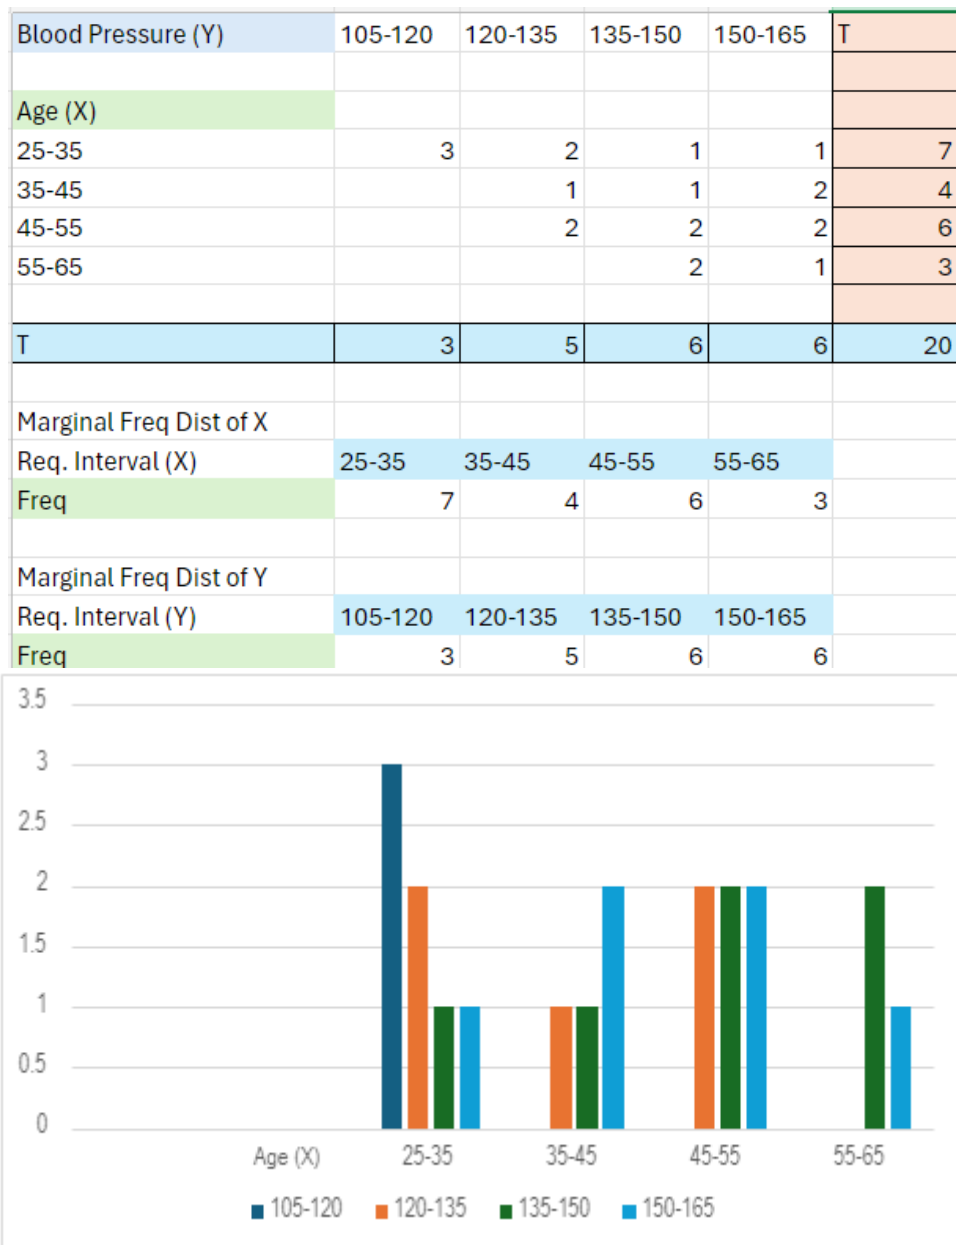 Blood Pressure (Y) 105-120 120-135 135-150 150-165 T
Age (X)
25-35 3 2 1 1 7
35-45 1 1 2 4
45-55 2 2 2 6
55-65 2 1 3
T 3 5 6 6 20
Marginal Freq Dist of X
Req. Interval (X) 25-35 35-45 45-55 55-65
Freq 7 4 6 3
Marginal Freq Dist of Y
Req. Interval (Y) 105-120 120-135 135-150 150-165
Freq 3 5 6 6
3.5
3
2.5
2
1.5
1
0.5
0
Age (X) 25-35 35-45 45-55 55-65
105-120 120-135 135-150 150-165